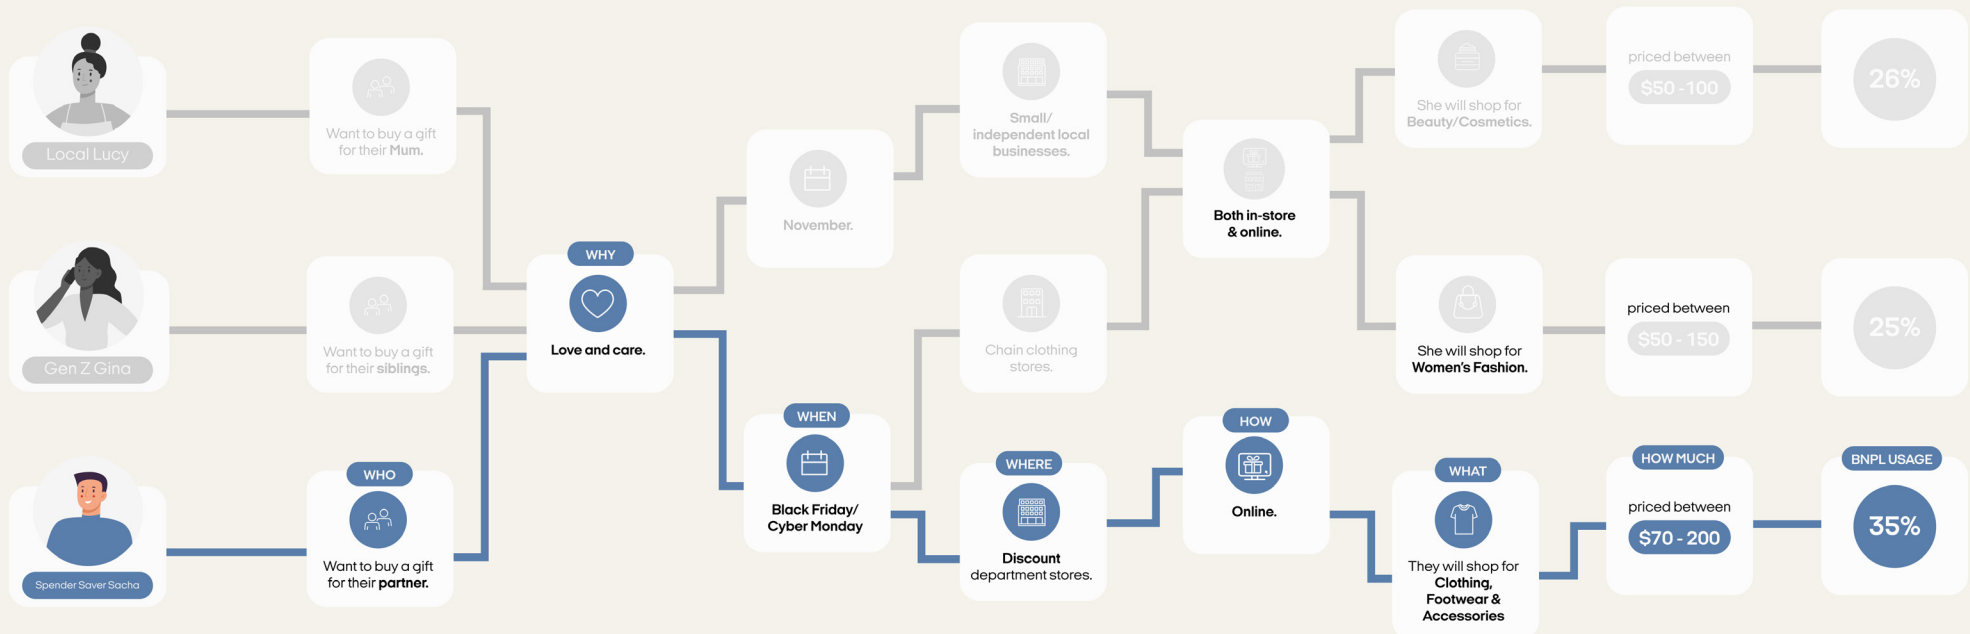 Local Lucy
Want to buy a gift
for their Mum.
November.
Small/
independent local
businesses.
Both in-store
& online.
She will shop for
Beauty/Cosmetics.
priced between
$50 -100
26%
Gen Z Gina
Want to buy a gift
for their siblings.
WHY
Love and care.
Chain clothing
stores.
She will shop for
Women's Fashion.
priced between
$50 - 150
25%
Spender Saver Sacha
WHO
Want to buy a gift
for their partner.
WHEN
Black Friday/
Cyber Monday
WHERE
Discount
department stores.
HOW
Online.
WHAT
They will shop for
Clothing,
Footwear &
Accessories
HOW MUCH
priced between
$70 - 200
BNPL USAGE
35%